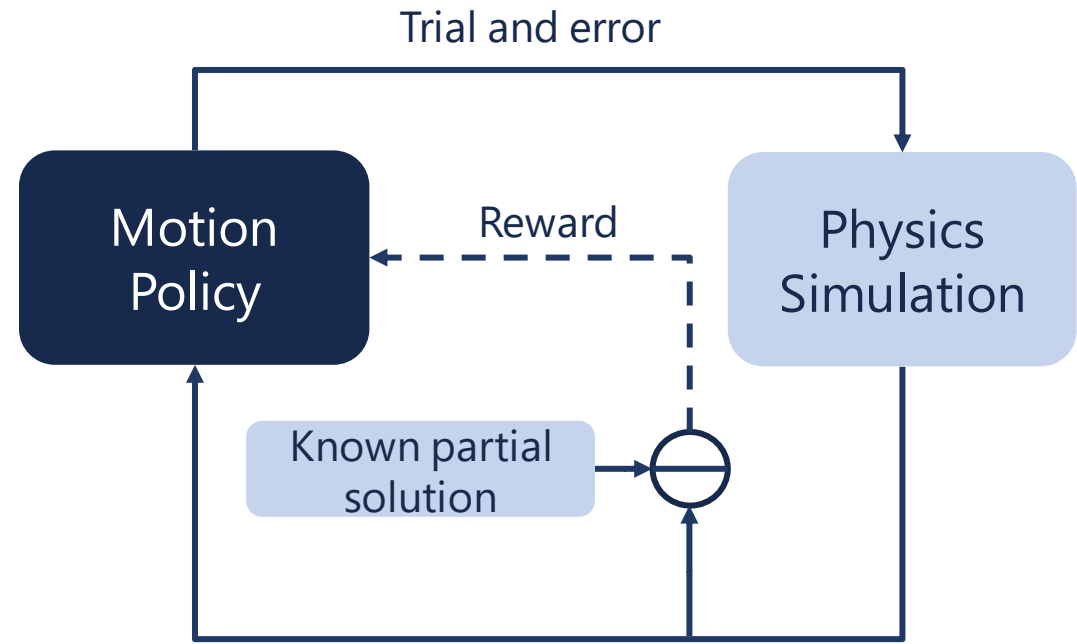 Trial and error
Motion
Policy
Reward
Physics
Simulation
Known partial
solution